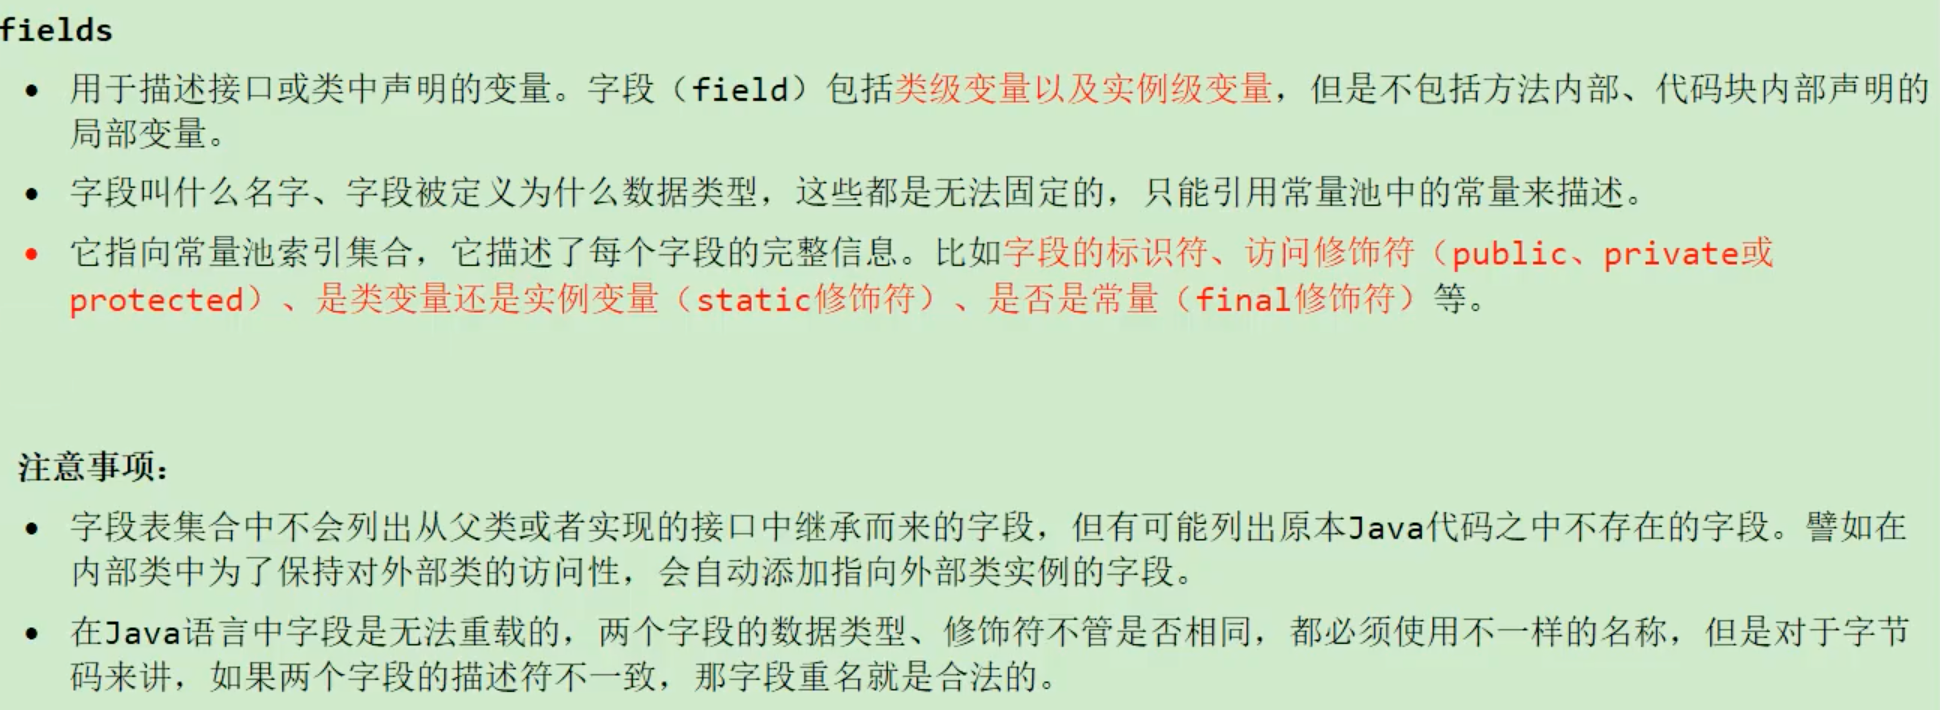 fields
• 用于描述接口或类中声明的变量。字段（field）包括类级变量以及实例级变量，但是不包括方法内部、代码块内部声明的
局部变量。
• 字段叫什么名字、字段被定义为什么数据类型，这些都是无法固定的，只能引用常量池中的常量来描述。
• 它指向常量池索引集合，它描述了每个字段的完整信息。比如字段的标识符、访问修饰符（public、private或
protected）、是类变量还是实例变量（static修饰符）、是否是常量（final修饰符）等。
注意事项：
• 字段表集合中不会列出从父类或者实现的接口中继承而来的字段，但有可能列出原本Java代码之中不存在的字段。譬如在
内部类中为了保持对外部类的访问性，会自动添加指向外部类实例的字段。
• 在Java语言中字段是无法重载的，两个字段的数据类型、修饰符不管是否相同，都必须使用不一样的名称，但是对于字节
码来讲，如果两个字段的描述符不一致，那字段重名就是合法的。